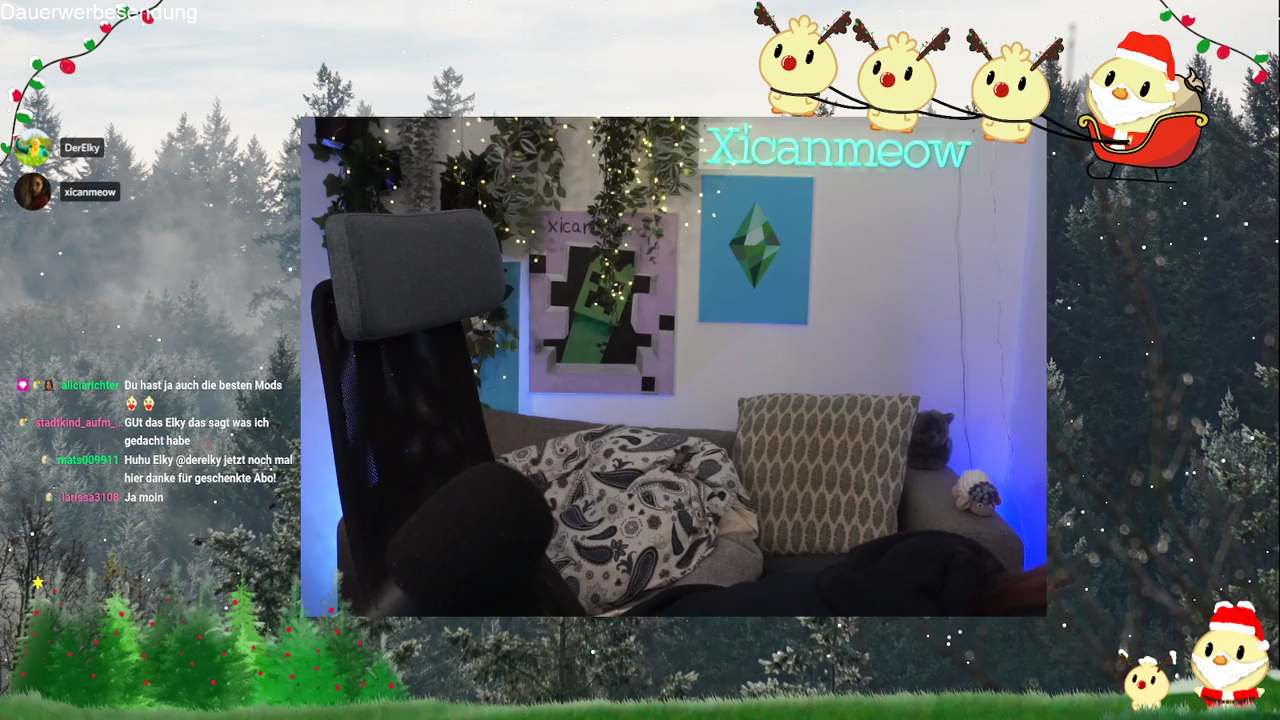 Dauerwerbesendung
Xicanmeow
DerElky
xicanmeow
xican
aliciarichter Du hast ja auch die besten Mods
stadtkind_aufm_... GUt das Elky das sagt was ich
gedacht habe
mats009911 Huhu Elky @derelky jetzt noch mal
hier danke für geschenkte Abo!
larissa3108 Ja moin